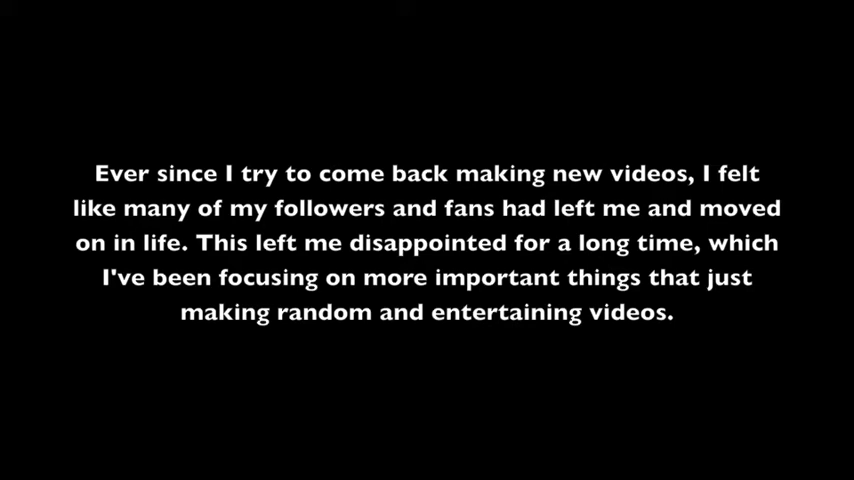 Ever since I try to come back making new videos, I felt
like many of my followers and fans had left me and moved
on in life. This left me disappointed for a long time, which
I've been focusing on more important things that just
making random and entertaining videos.